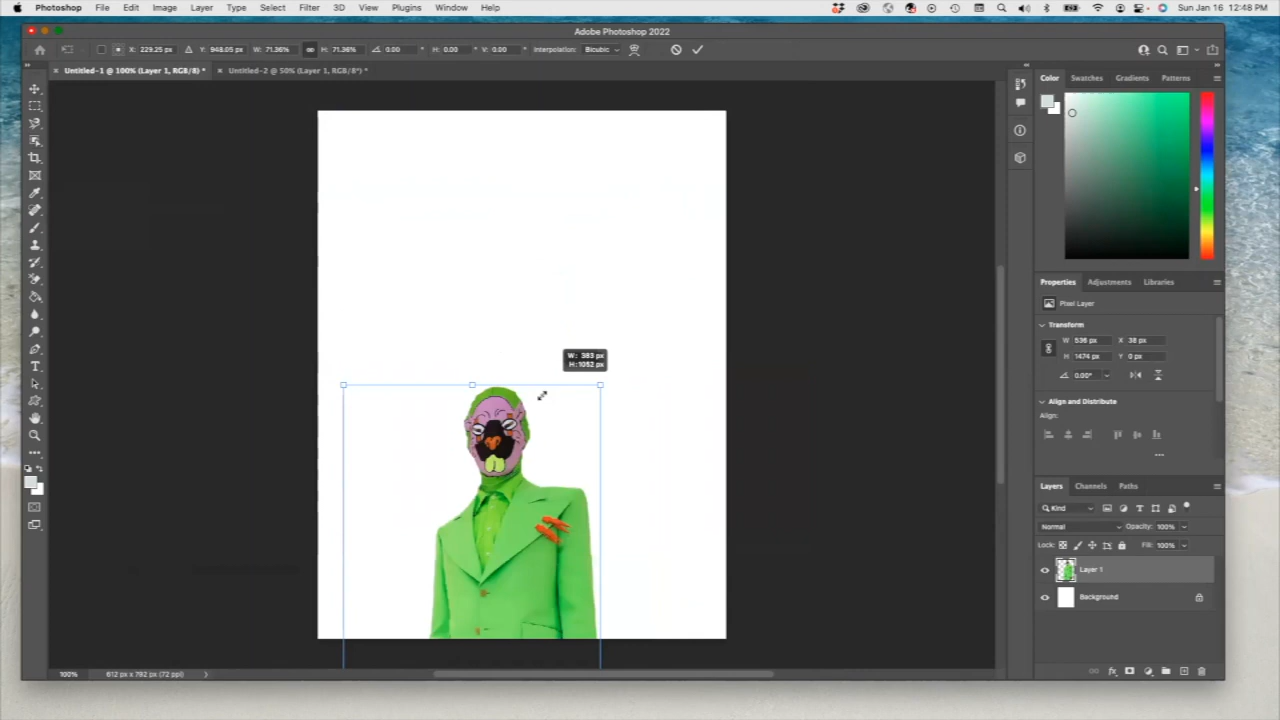 Photoshop File Edit Image Layer Type Select Filter 3D View Plugins Window Help Sun Jan 16 12:48 PM
Adobe Photoshop 2022
X: 229.25 px Y: 948.05 px W: 71.36% H: 71.36% 0.00 ° H: 0.00 ° V: 0.00 ° Interpolation: Bicubic
Untitled-1 @ 100% (Layer 1, RGB/8) * Untitled-2 @ 50% (Layer 1, RGB/8*) *
Color Swatches Gradients Patterns
Properties Adjustments Libraries
Pixel Layer
Transform
W 536 px X 38 px
H 1474 px Y 0 px
0.00°
W: 383 px
H: 1052 px
Align and Distribute
Align:
Layers Channels Paths
Kind
Normal Opacity: 100%
Lock: Fill: 100%
Layer 1
Background
100% 612 px x 792 px (72 ppi)